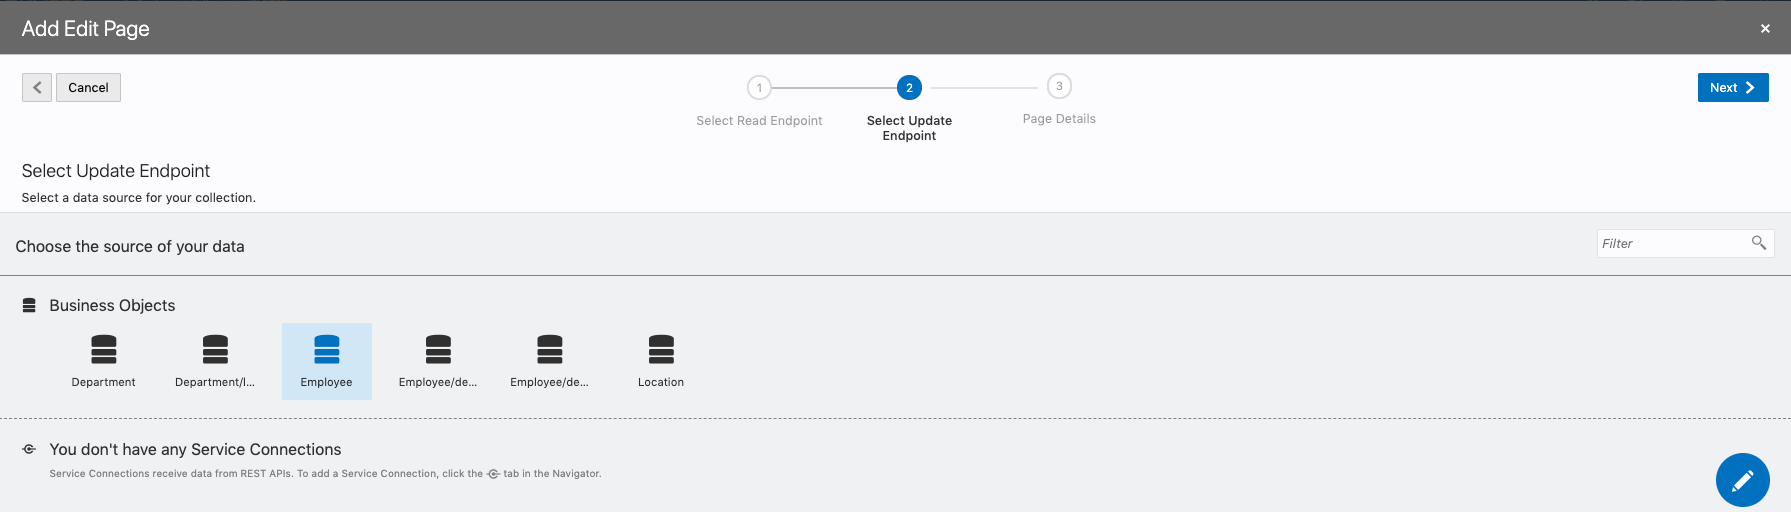 Add Edit Page
Cancel
1
2
3
Next
Select Read Endpoint
Select Update
Endpoint
Page Details
Select Update Endpoint
Select a data source for your collection.
Choose the source of your data
Filter
Business Objects
Department
Department/l...
Employee
Employee/de...
Employee/de...
Location
You don't have any Service Connections
Service Connections receive data from REST APIs. To add a Service Connection, click the tab in the Navigator.